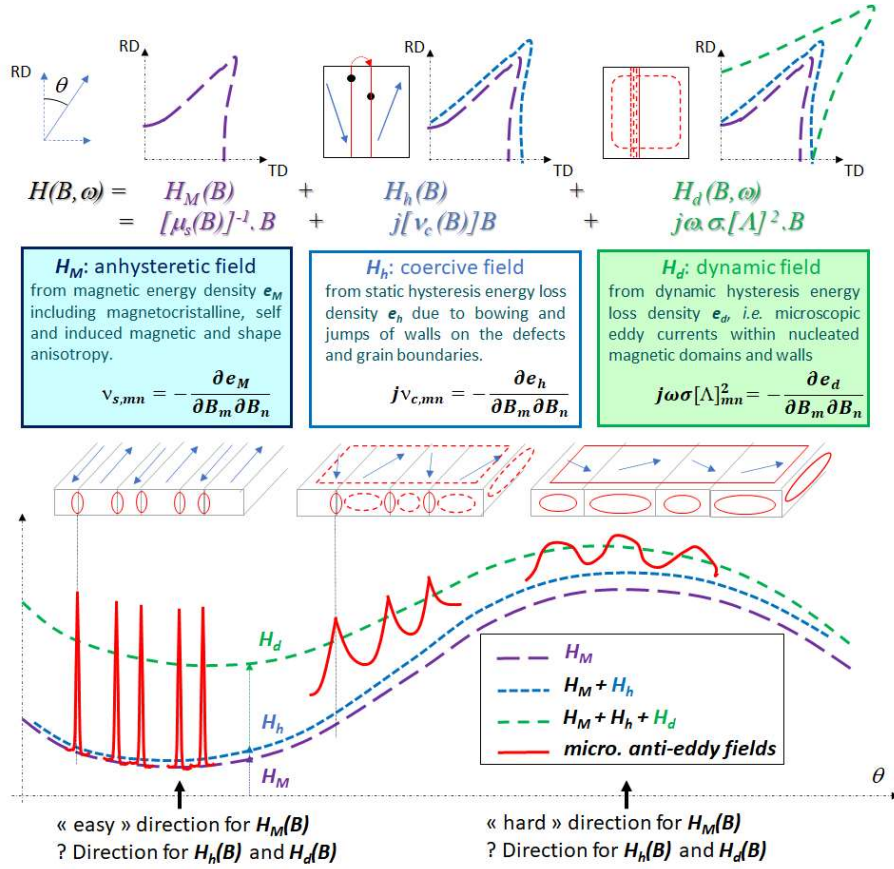 RD
RD
RD
RD
θ
TD
TD
TD
H(B,ω) = H_M(B) + H_h(B) + H_d(B,ω)
= [μ_s(B)]⁻¹. B + j[ν_c(B)]B + jω.σ.[Λ]². B
H_M: anhysteretic field
from magnetic energy density e_M
including magnetocristalline, self
and induced magnetic and shape
anisotropy.
ν_{s,mn} = − ∂e_M / ∂B_m ∂B_n
H_h: coercive field
from static hysteresis energy loss
density e_h due to bowing and
jumps of walls on the defects
and grain boundaries.
jν_{c,mn} = − ∂e_h / ∂B_m ∂B_n
H_d: dynamic field
from dynamic hysteresis energy
loss density e_d, i.e. microscopic
eddy currents within nucleated
magnetic domains and walls
jωσ[Λ]²_{mn} = − ∂e_d / ∂B_m ∂B_n
H_d
H_h
H_M
H_M
H_M + H_h
H_M + H_h + H_d
micro. anti-eddy fields
θ
« easy » direction for H_M(B)
? Direction for H_h(B) and H_d(B)
« hard » direction for H_M(B)
? Direction for H_h(B) and H_d(B)